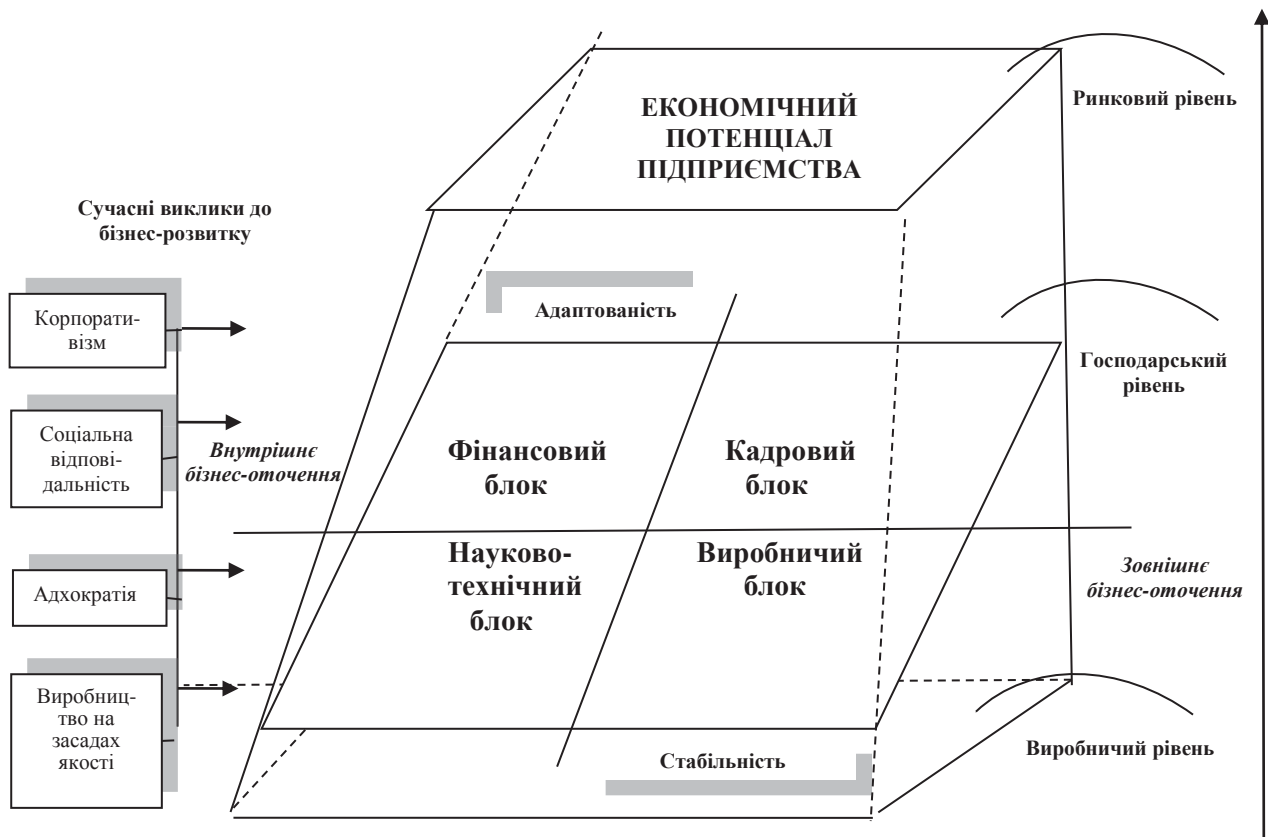 ЕКОНОМІЧНИЙ
ПОТЕНЦІАЛ
ПІДПРИЄМСТВА
Ринковий рівень
Сучасні виклики до
бізнес-розвитку
Корпорати-
візм
Соціальна
відпові-
дальність
Адхократія
Виробниц-
тво на
засадах
якості
Внутрішнє
бізнес-оточення
Адаптованість
Господарський
рівень
Фінансовий
блок
Кадровий
блок
Науково-
технічний
блок
Виробничий
блок
Зовнішнє
бізнес-оточення
Стабільність
Виробничий рівень